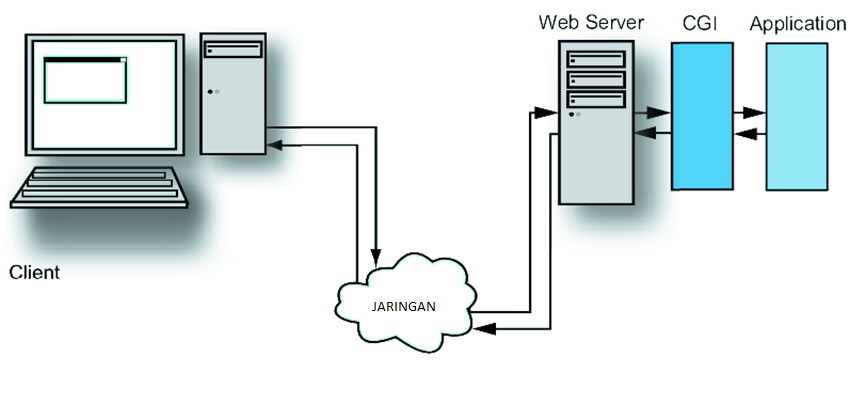 Web Server
CGI
Application
Client
JARINGAN